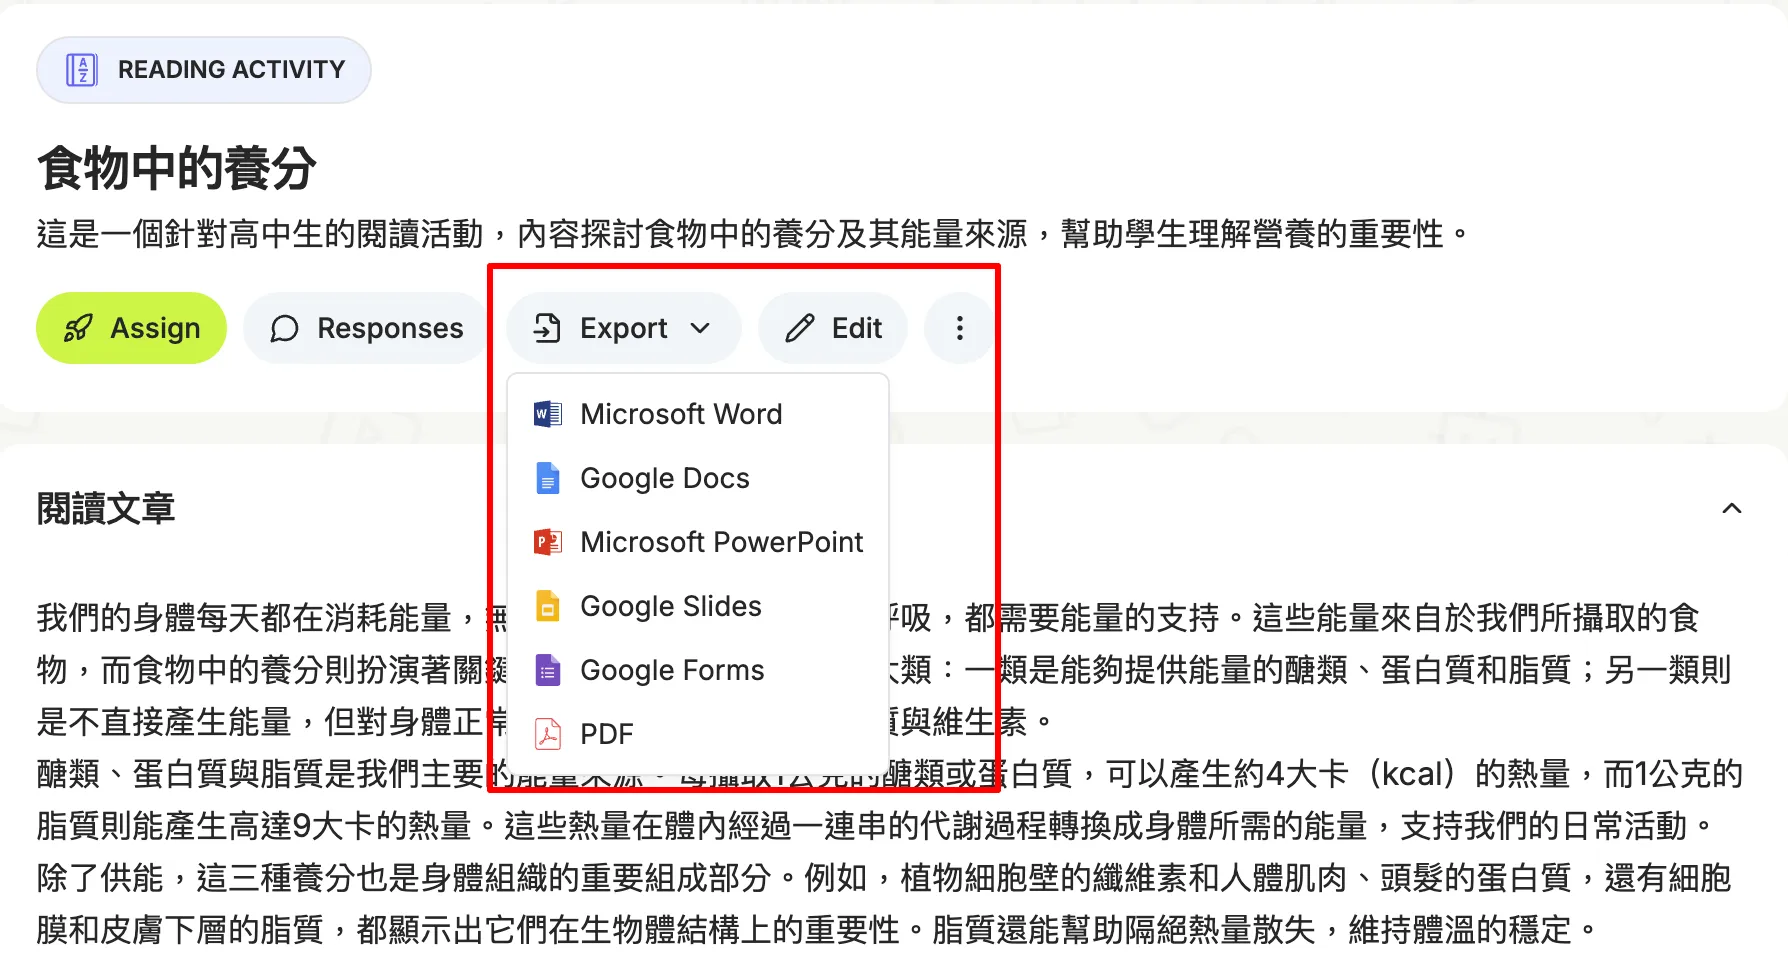 READING ACTIVITY
食物中的養分
這是一個針對高中生的閱讀活動，內容探討食物中的養分及其能量來源，幫助學生理解營養的重要性。
Assign Responses Export Edit
Microsoft Word
Google Docs
Microsoft PowerPoint
Google Slides
Google Forms
PDF
閱讀文章
我們的身體每天都在消耗能量， 呼吸，都需要能量的支持。這些能量來自於我們所攝取的食
物，而食物中的養分則扮演著關 大類：一類是能夠提供能量的醣類、蛋白質和脂質；另一類則
是不直接產生能量，但對身體正常 質與維生素。
醣類、蛋白質與脂質是我們主要的能量來源。每攝取1公克的醣類或蛋白質，可以產生約4大卡（kcal）的熱量，而1公克的
脂質則能產生高達9大卡的熱量。這些熱量在體內經過一連串的代謝過程轉換成身體所需的能量，支持我們的日常活動。
除了供能，這三種養分也是身體組織的重要組成部分。例如，植物細胞壁的纖維素和人體肌肉、頭髮的蛋白質，還有細胞
膜和皮膚下層的脂質，都顯示出它們在生物體結構上的重要性。脂質還能幫助隔絕熱量散失，維持體溫的穩定。